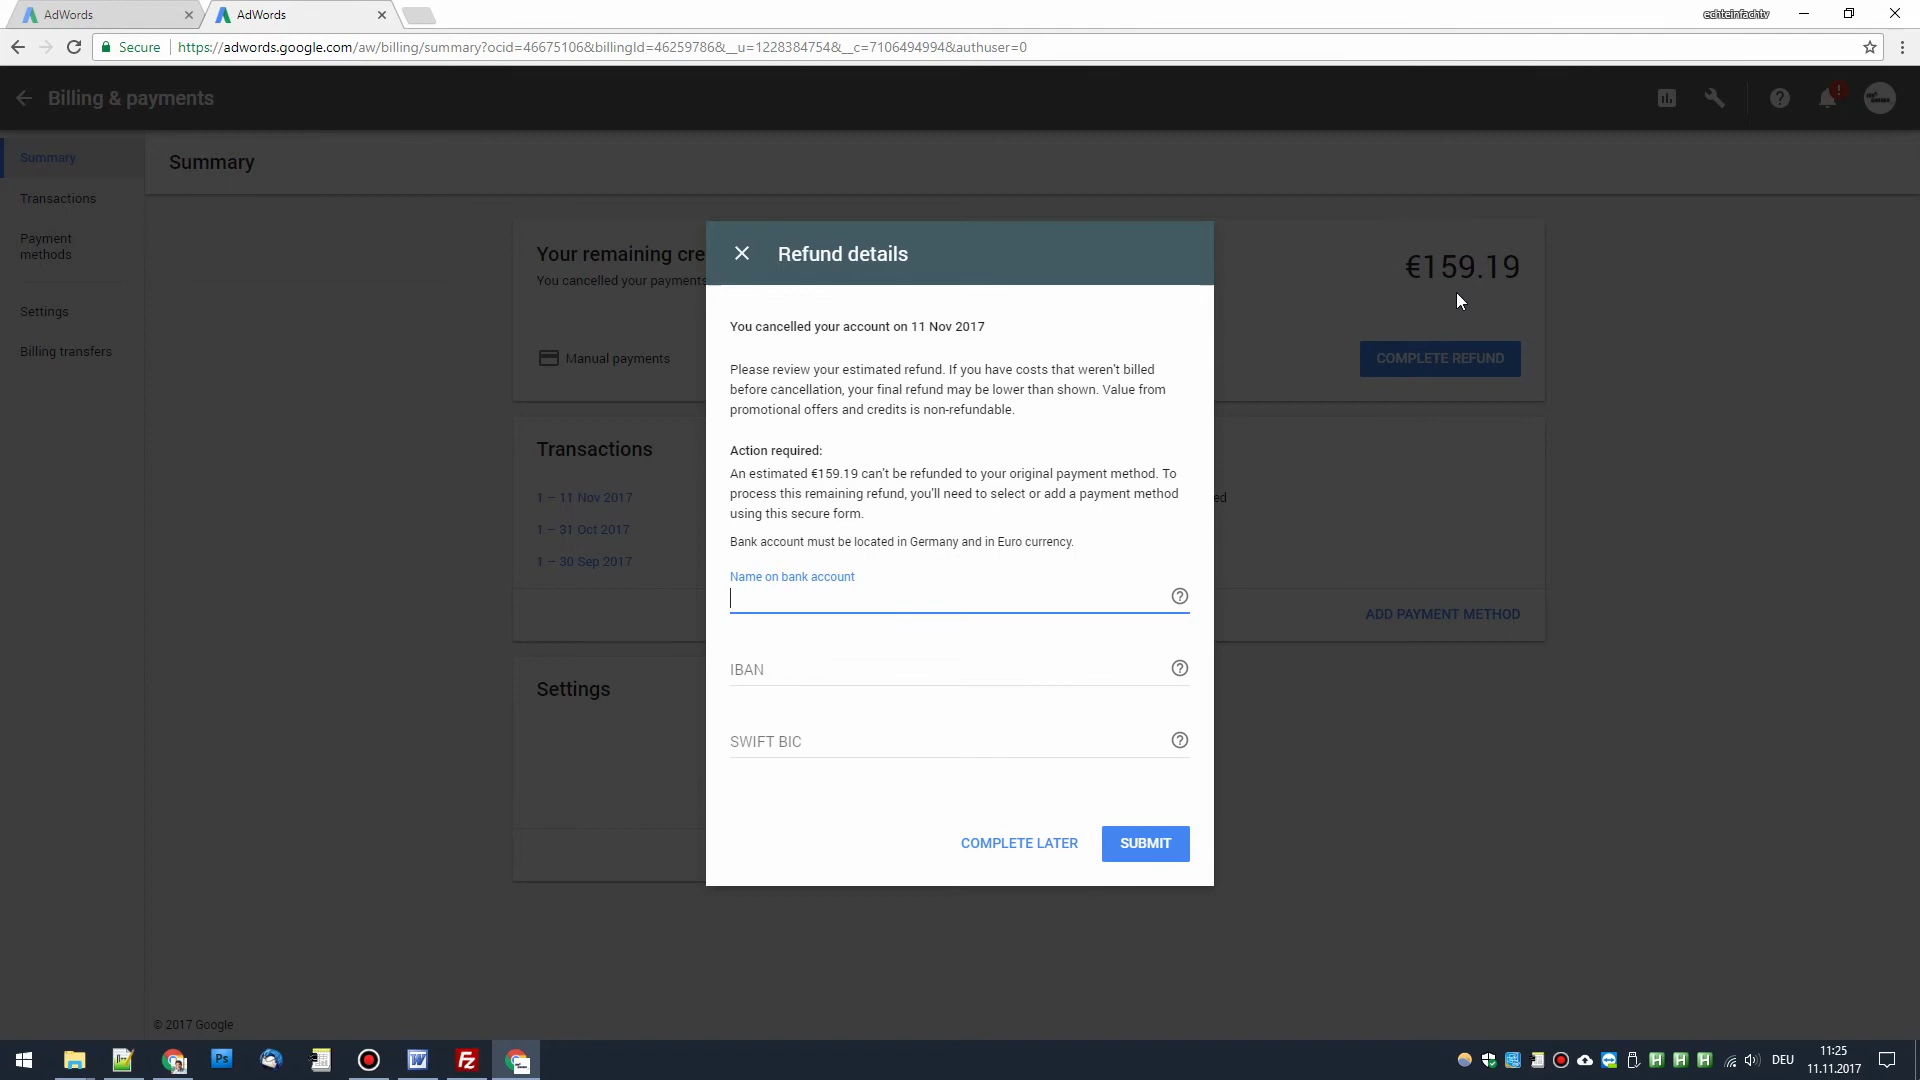 AdWords
AdWords
echteinfachtv
Secure
https://adwords.google.com/aw/billing/summary?ocid=46675106&billingId=46259786&__u=1228384754&__c=7106494994&authuser=0
Billing & payments
Summary
Transactions
Payment
methods
Settings
Billing transfers
Summary
Your remaining cre
You cancelled your payments
€159.19
Manual payments
COMPLETE REFUND
Transactions
1 – 11 Nov 2017
1 – 31 Oct 2017
1 – 30 Sep 2017
ed
ADD PAYMENT METHOD
Settings
Refund details
You cancelled your account on 11 Nov 2017
Please review your estimated refund. If you have costs that weren't billed
before cancellation, your final refund may be lower than shown. Value from
promotional offers and credits is non-refundable.
Action required:
An estimated €159.19 can't be refunded to your original payment method. To
process this remaining refund, you'll need to select or add a payment method
using this secure form.
Bank account must be located in Germany and in Euro currency.
Name on bank account
IBAN
SWIFT BIC
COMPLETE LATER
SUBMIT
© 2017 Google
Ps
DEU
11:25
11.11.2017